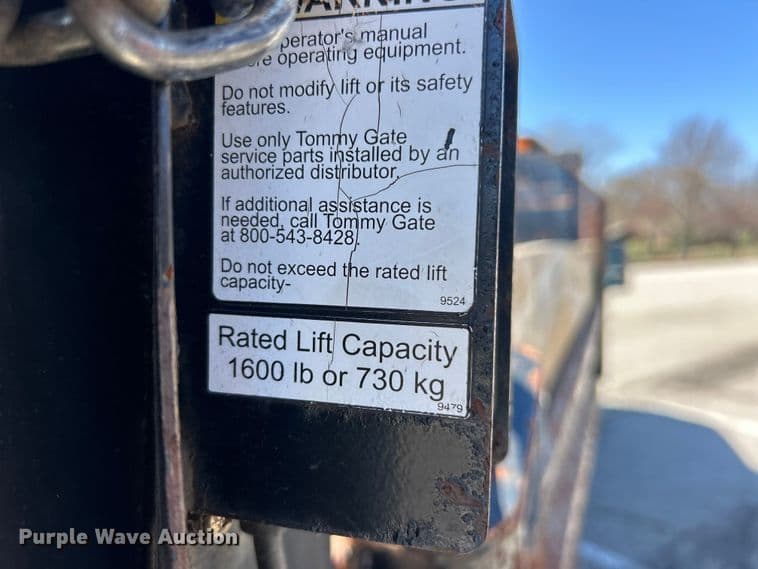 WARNING
operator's manual
before operating equipment.
Do not modify lift or its safety
features.
Use only Tommy Gate
service parts installed by an
authorized distributor.
If additional assistance is
needed, call Tommy Gate
at 800-543-8428.
Do not exceed the rated lift
capacity-
9524
Rated Lift Capacity
1600 lb or 730 kg
9479
Purple Wave Auction